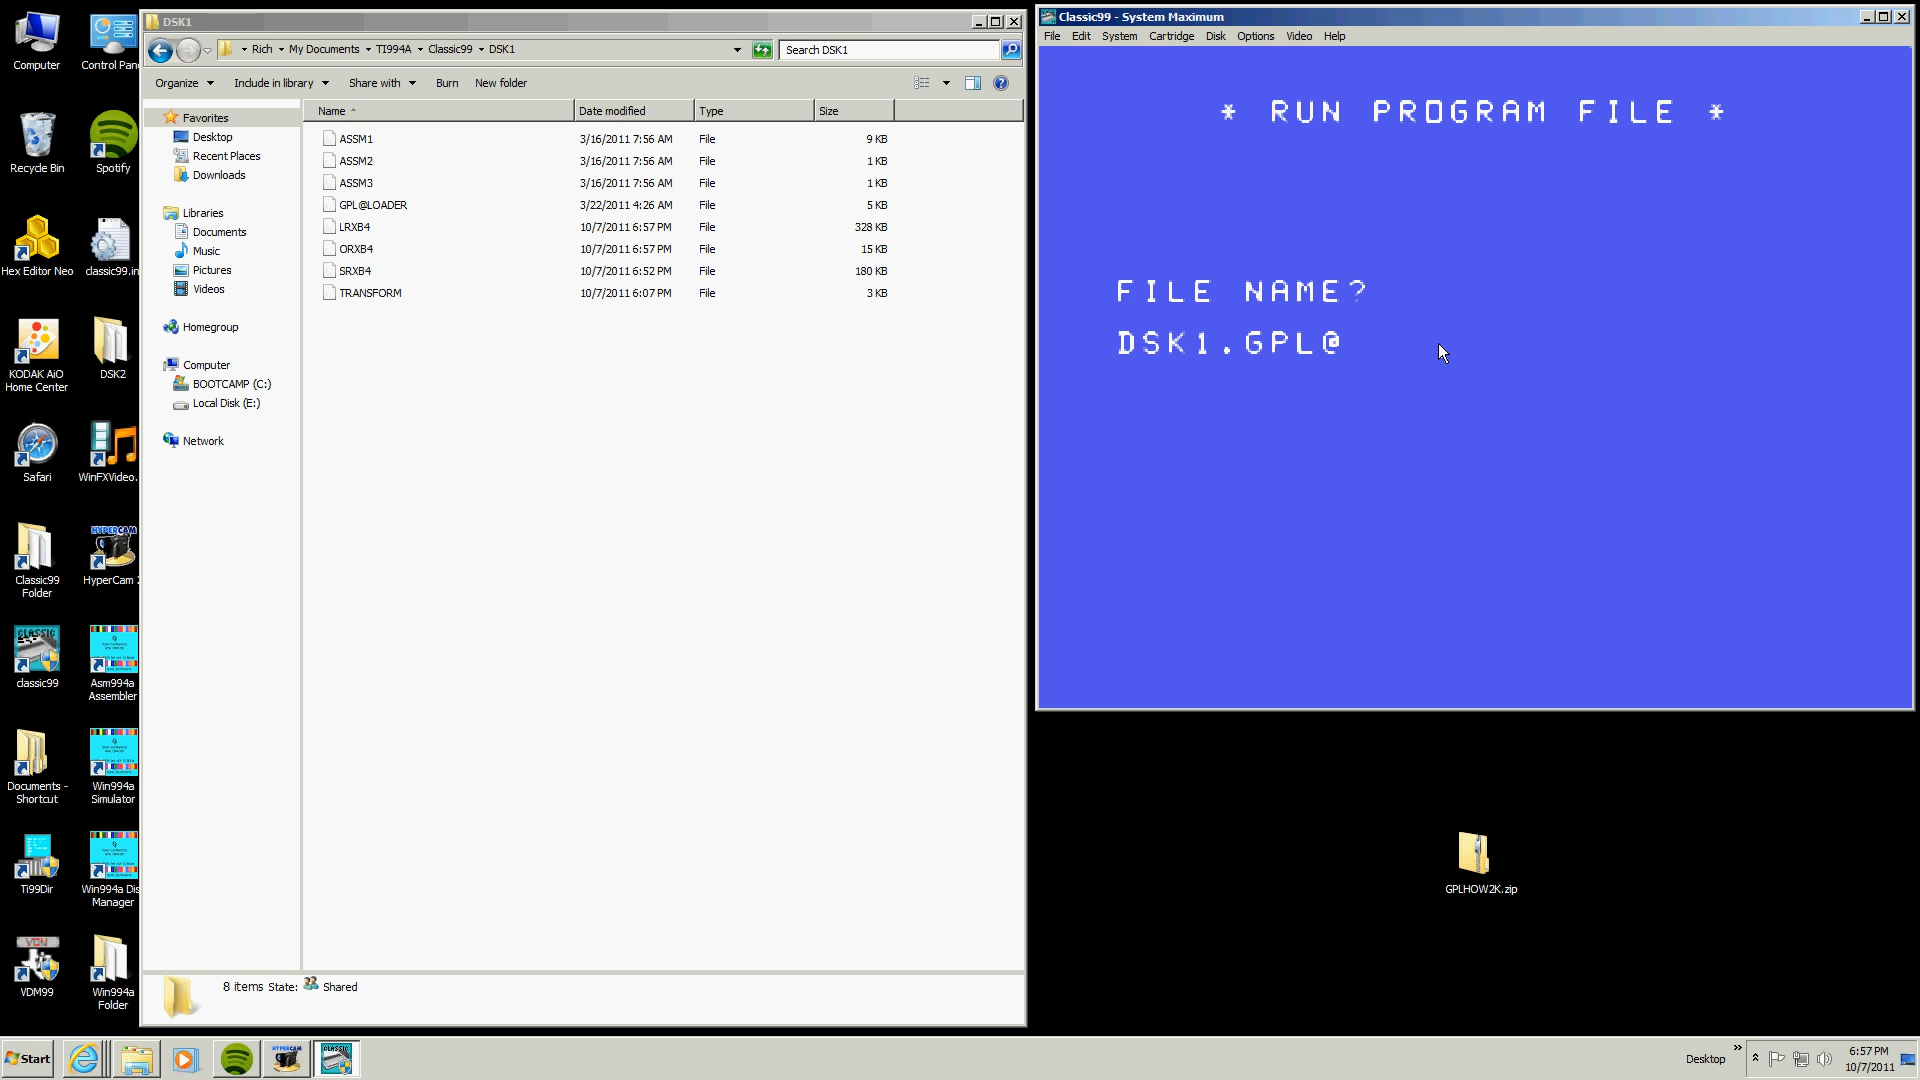 Computer
Control Pane
Recycle Bin
Spotify
Hex Editor Neo
classic99.in
KODAK AiO
Home Center
DSK2
Safari
WinFXVideo.
Classic99
Folder
HYPERCAM
HyperCam
CLASSIC
classic99
Asm994a
Assembler
Documents -
Shortcut
Win994a
Simulator
Ti99Dir
Win994a Dis
Manager
VDM99
Win994a
Folder
DSK1
Rich
My Documents
TI994A
Classic99
DSK1
Search DSK1
Organize
Include in library
Share with
Burn
New folder
Favorites
Desktop
Recent Places
Downloads
Libraries
Documents
Music
Pictures
Videos
Homegroup
Computer
BOOTCAMP (C:)
Local Disk (E:)
Network
Name Date modified Type Size
ASSM1 3/16/2011 7:56 AM File 9 KB
ASSM2 3/16/2011 7:56 AM File 1 KB
ASSM3 3/16/2011 7:56 AM File 1 KB
GPL@LOADER 3/22/2011 4:26 AM File 5 KB
LRXB4 10/7/2011 6:57 PM File 328 KB
ORXB4 10/7/2011 6:57 PM File 15 KB
SRXB4 10/7/2011 6:52 PM File 180 KB
TRANSFORM 10/7/2011 6:07 PM File 3 KB
8 items State: Shared
Classic99 - System Maximum
File Edit System Cartridge Disk Options Video Help
* RUN PROGRAM FILE *
FILE NAME?
DSK1.GPL@
GPLHOW2K.zip
Start
HYPERCAM
CLASSIC
Desktop
6:57 PM
10/7/2011